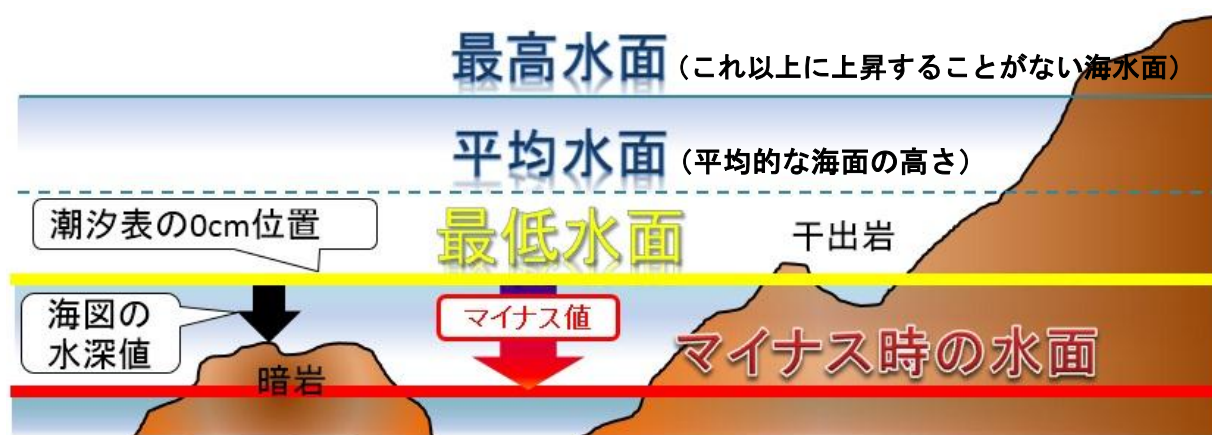 最高水面（これ以上に上昇することがない海水面）
平均水面（平均的な海面の高さ）
潮汐表の0cm位置
最低水面
干出岩
海図の
水深値
マイナス値
マイナス時の水面
暗岩